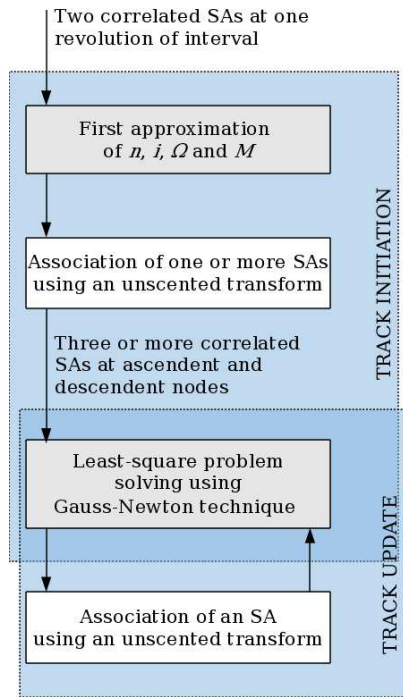 Two correlated SAs at one
revolution of interval
First approximation
of n, i, Ω and M
Association of one or more SAs
using an unscented transform
Three or more correlated
SAs at ascendent and
descendent nodes
TRACK INITIATION
Least-square problem
solving using
Gauss-Newton technique
Association of an SA
using an unscented transform
TRACK UPDATE